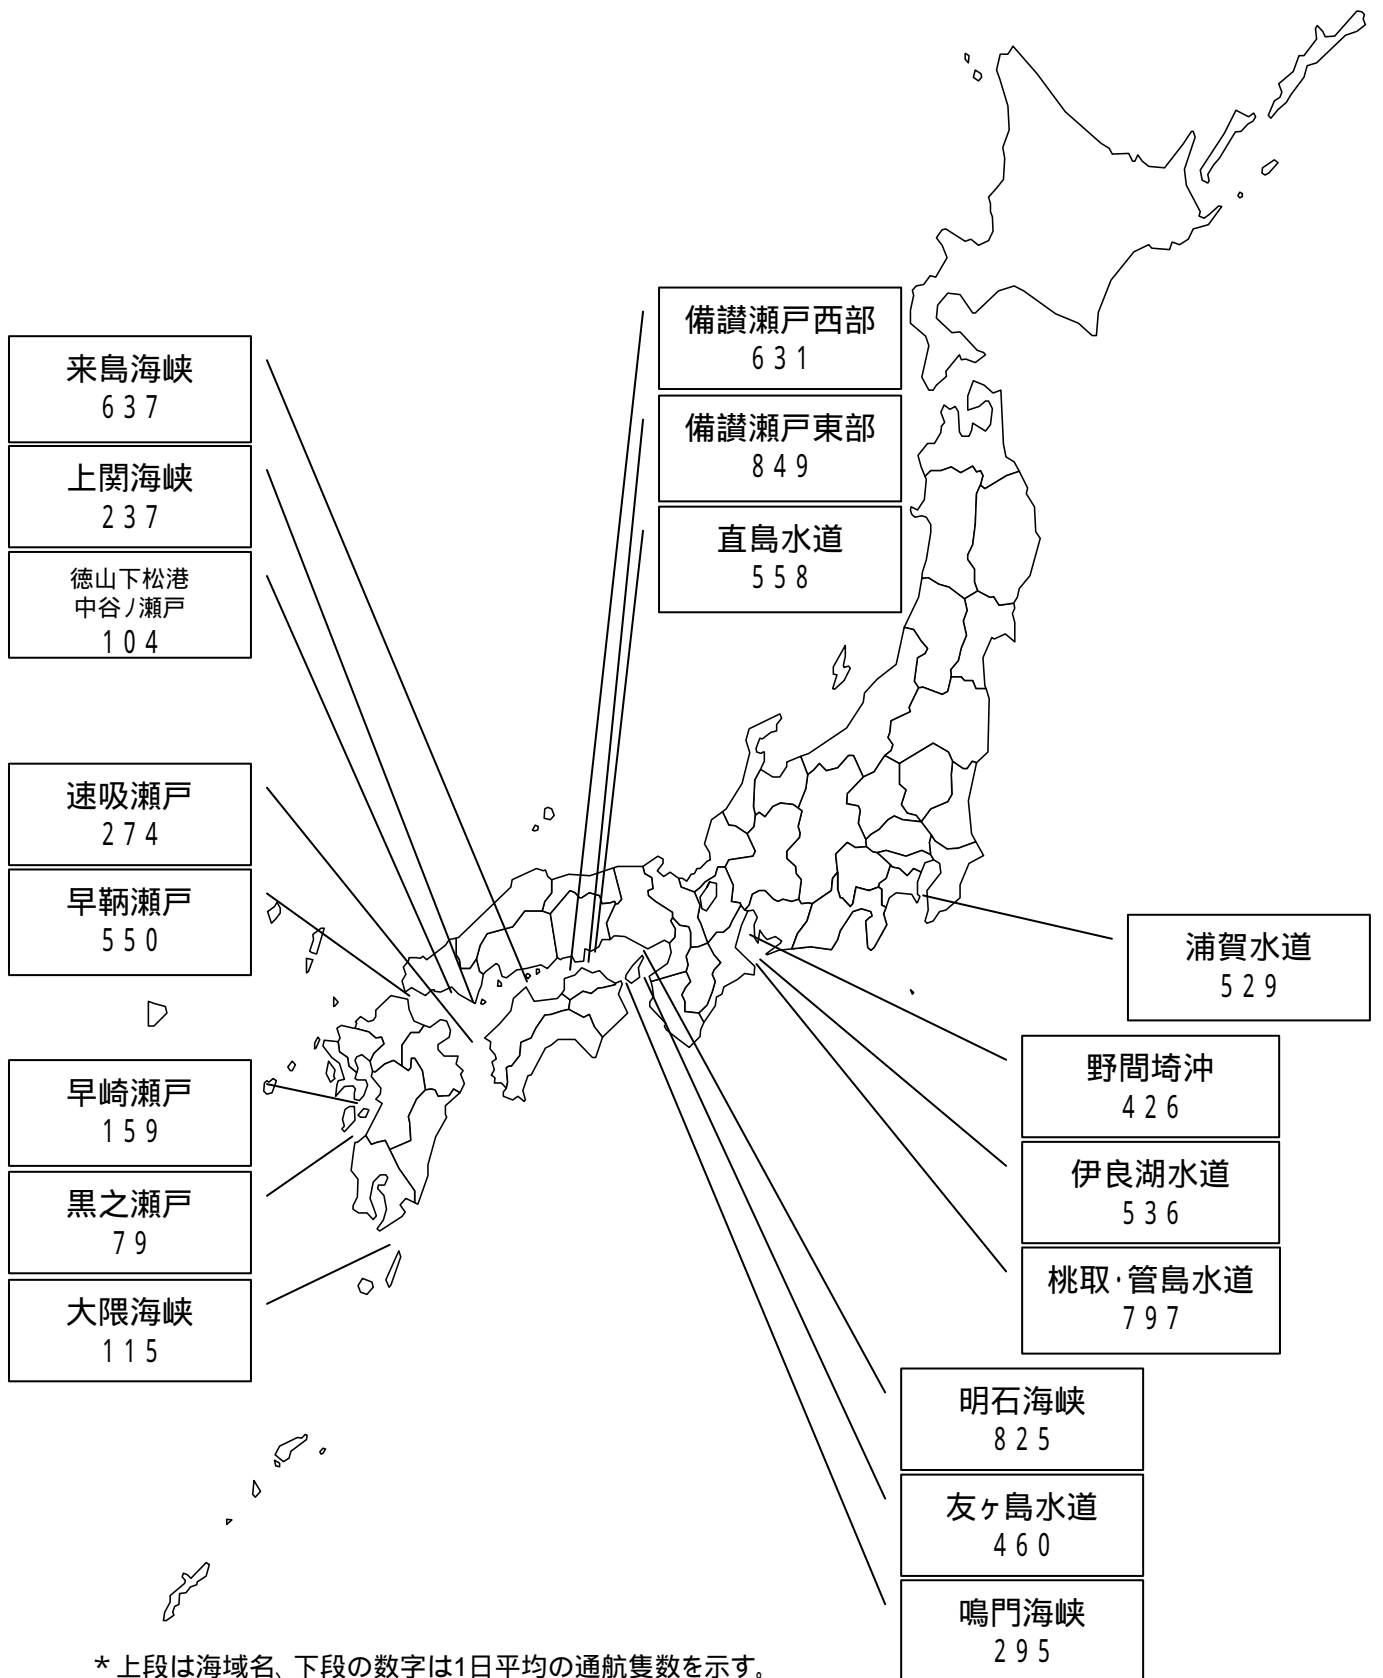 備讃瀬戸西部
631
備讃瀬戸東部
849
直島水道
558
来島海峡
637
上関海峡
237
徳山下松港
中谷ノ瀬戸
104
速吸瀬戸
274
早鞆瀬戸
550
早崎瀬戸
159
黒之瀬戸
79
大隈海峡
115
浦賀水道
529
野間埼沖
426
伊良湖水道
536
桃取・管島水道
797
明石海峡
825
友ヶ島水道
460
鳴門海峡
295
*上段は海域名、下段の数字は1日平均の通航隻数を示す。